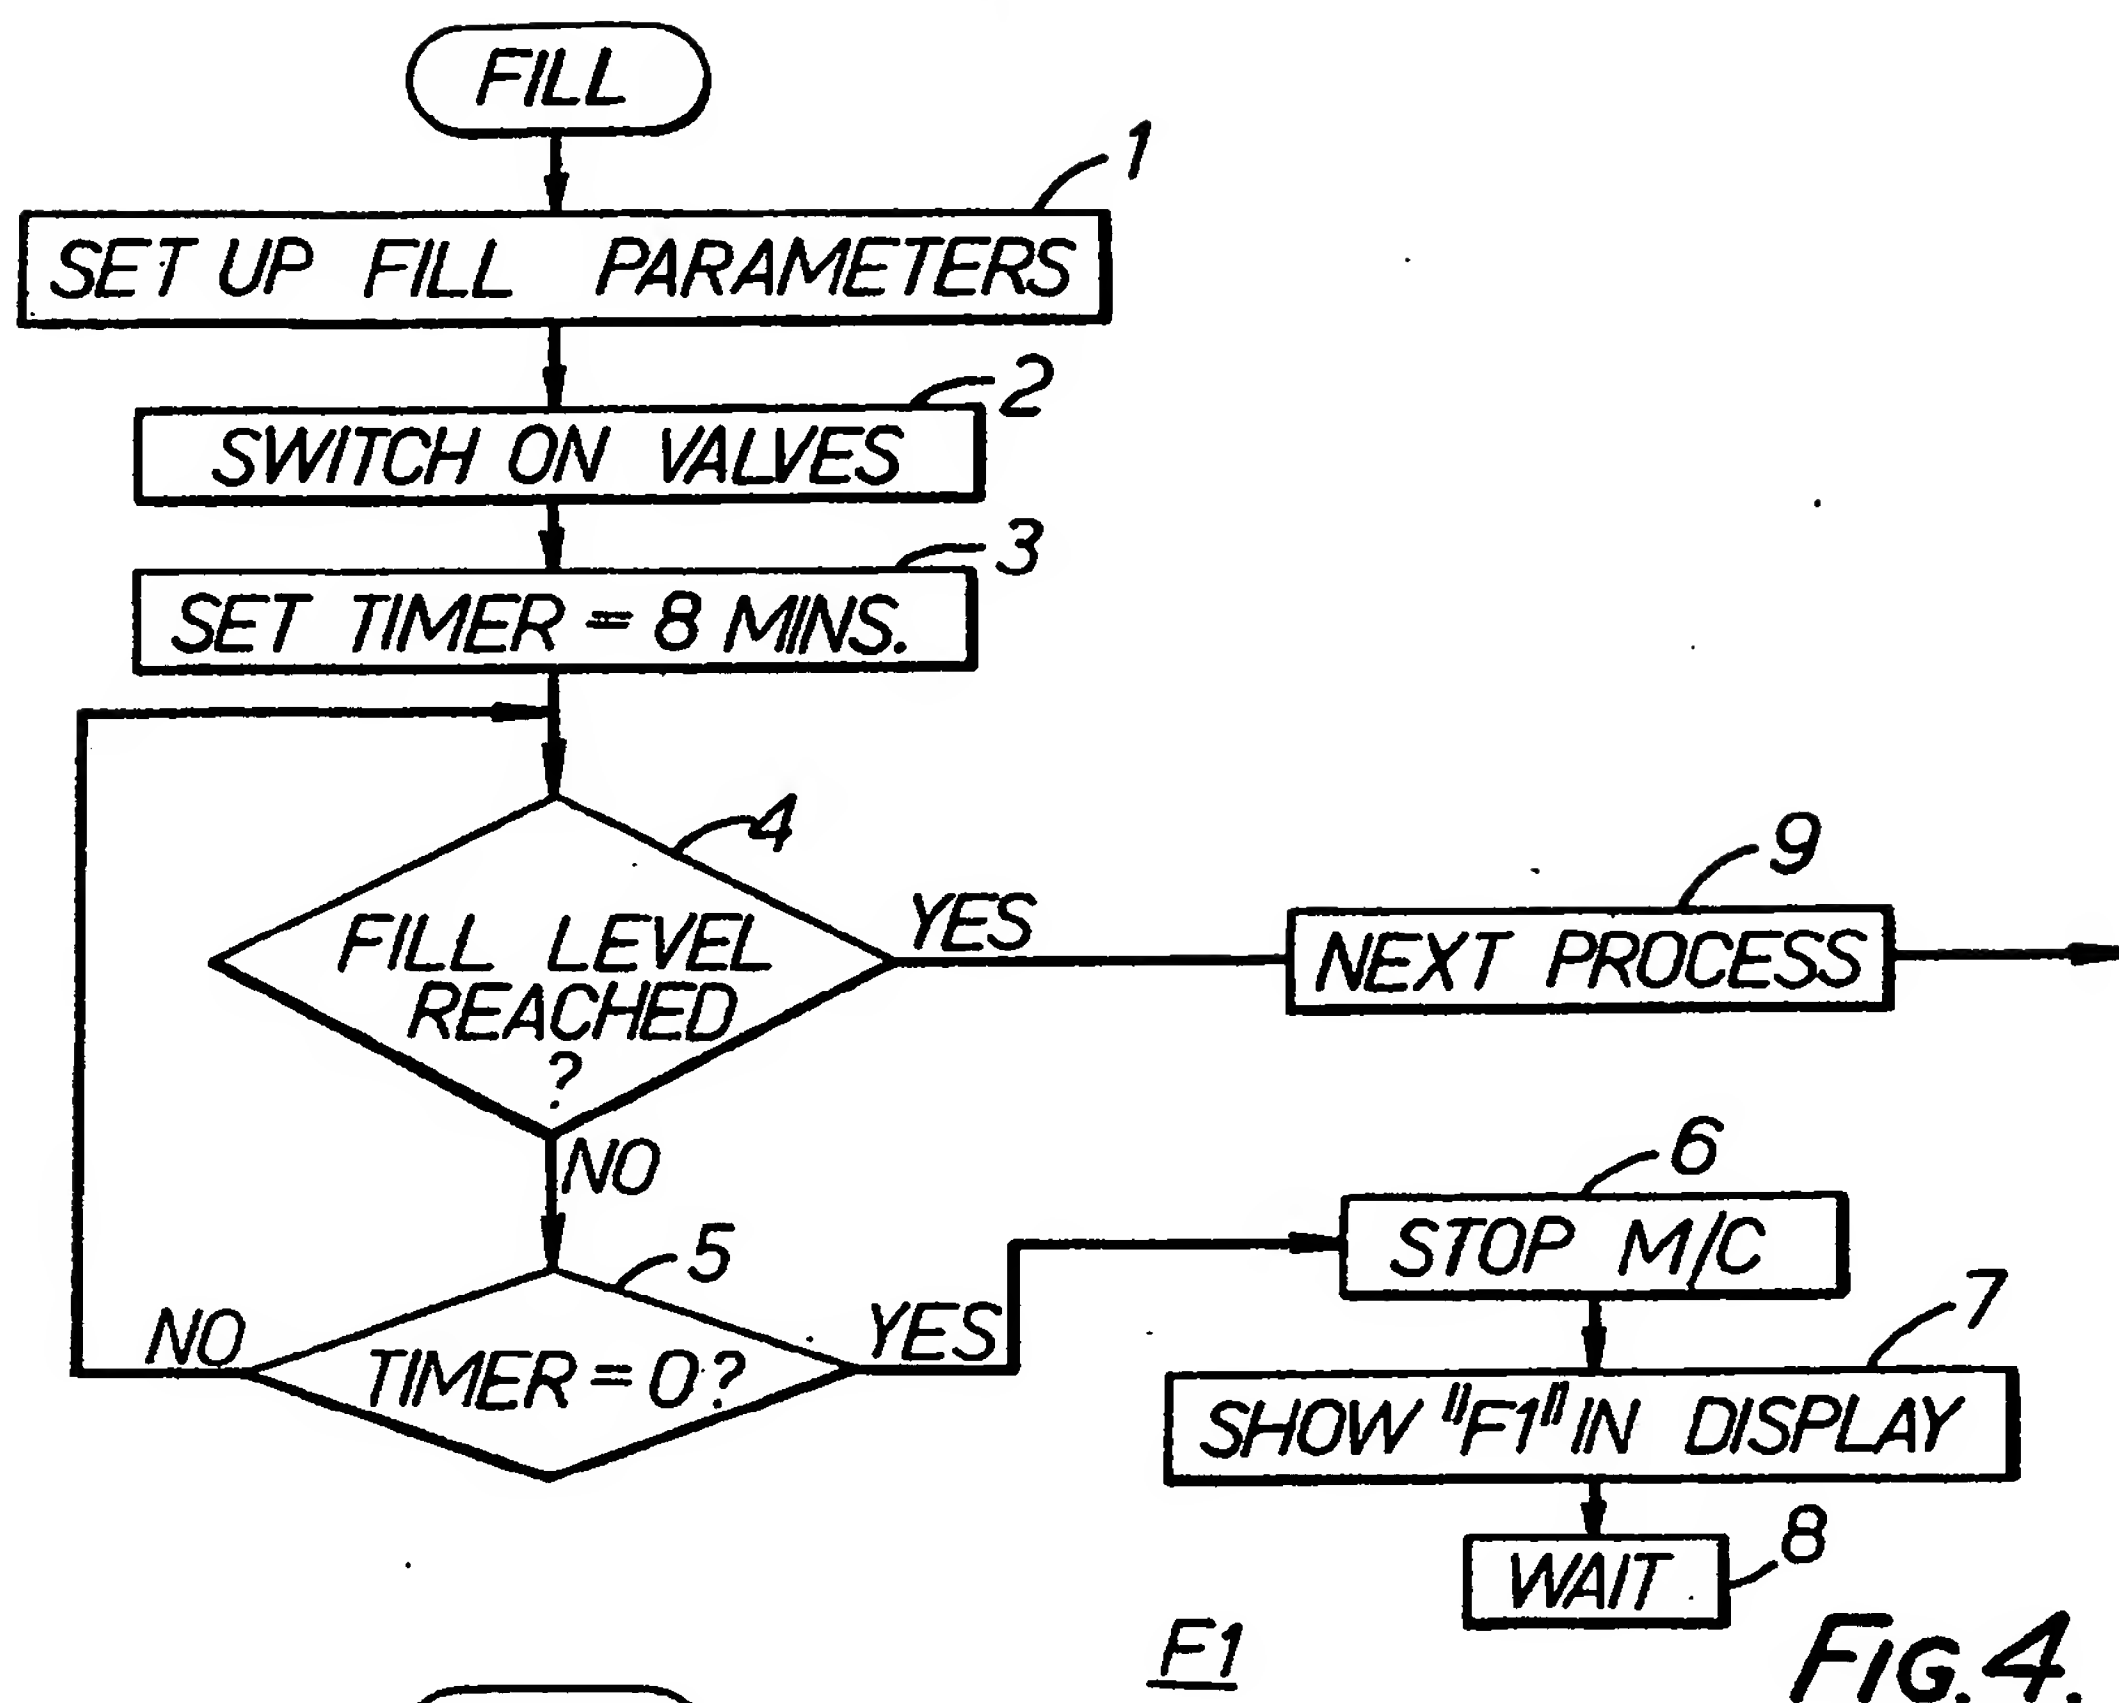 FILL
1
SET UP FILL PARAMETERS
2
SWITCH ON VALVES
3
SET TIMER = 8 MINS.
4
FILL LEVEL
REACHED
?
YES
9
NEXT PROCESS
NO
5
TIMER = 0?
NO
YES
6
STOP M/C
7
SHOW "F1" IN DISPLAY
8
WAIT
F1
FIG.4.